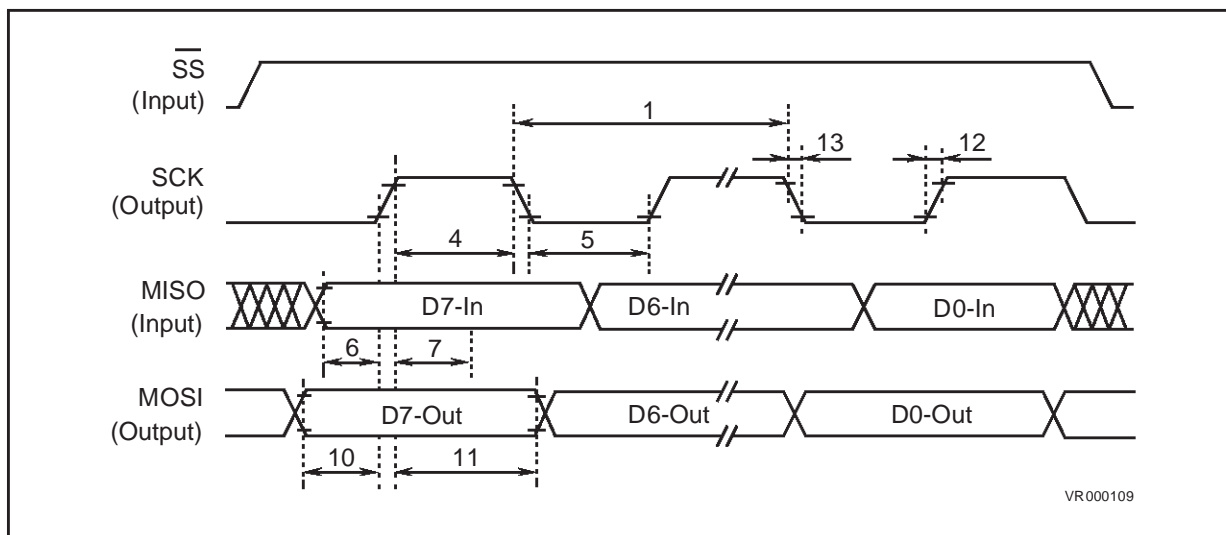 SS
(Input)
1
13
12
SCK
(Output)
4
5
MISO
(Input)
D7-In
D6-In
D0-In
6
7
MOSI
(Output)
D7-Out
D6-Out
D0-Out
10
11
VR000109